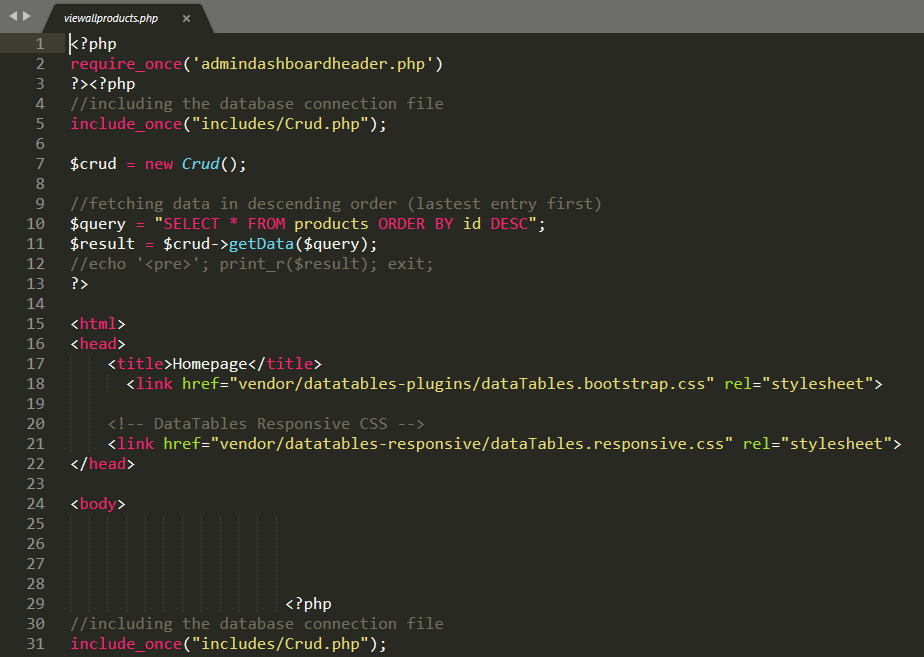 viewallproducts.php ×
1 <?php
2 require_once('admindashboardheader.php')
3 ?><?php
4 //including the database connection file
5 include_once("includes/Crud.php");
6
7 $crud = new Crud();
8
9 //fetching data in descending order (lastest entry first)
10 $query = "SELECT * FROM products ORDER BY id DESC";
11 $result = $crud->getData($query);
12 //echo '<pre>'; print_r($result); exit;
13 ?>
14
15 <html>
16 <head>
17     <title>Homepage</title>
18       <link href="vendor/datatables-plugins/dataTables.bootstrap.css" rel="stylesheet">
19
20     <!-- DataTables Responsive CSS -->
21     <link href="vendor/datatables-responsive/dataTables.responsive.css" rel="stylesheet">
22 </head>
23
24 <body>
25
26
27
28
29                        <?php
30 //including the database connection file
31 include_once("includes/Crud.php");